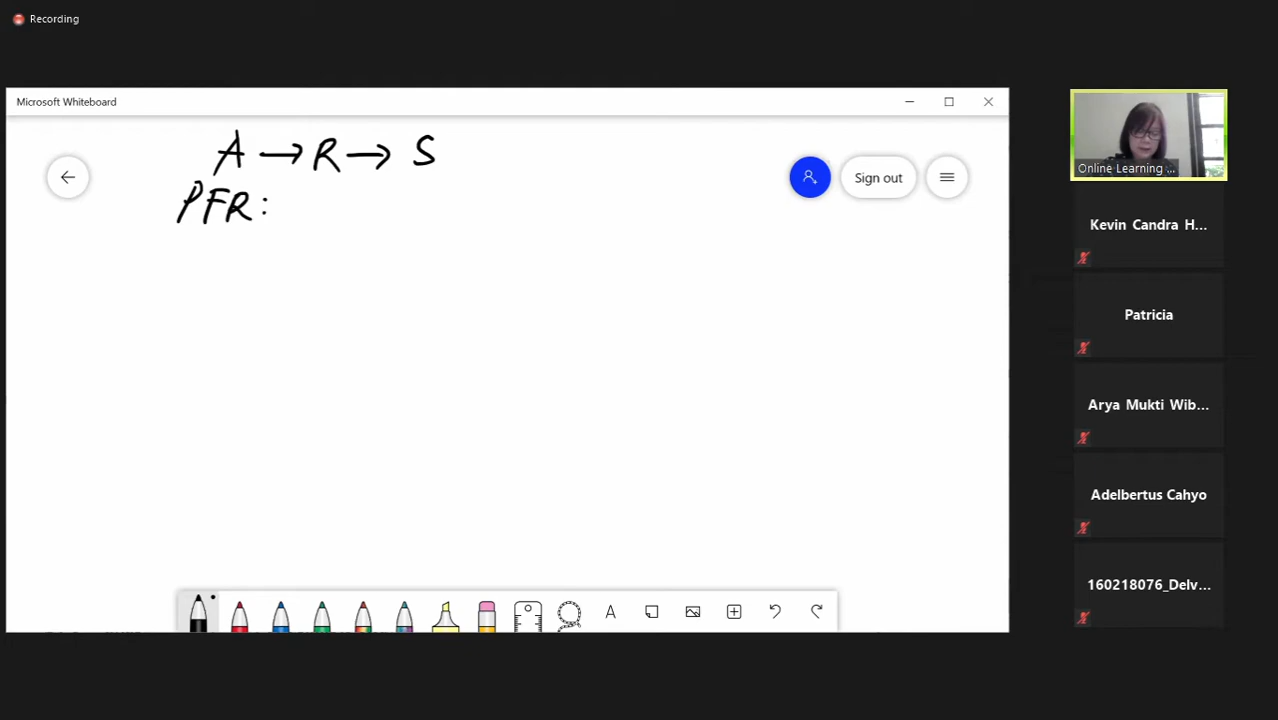 Recording
Microsoft Whiteboard
A → R → S
PFR:
Sign out
A
Online Learning ...
Kevin Candra H...
Patricia
Arya Mukti Wib...
Adelbertus Cahyo
160218076_Delv...